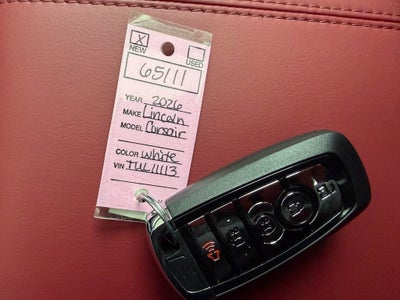 X
NEW
USED
65111
YEAR 2026
MAKE Lincoln
MODEL Corsair
COLOR white
VIN TUL11113